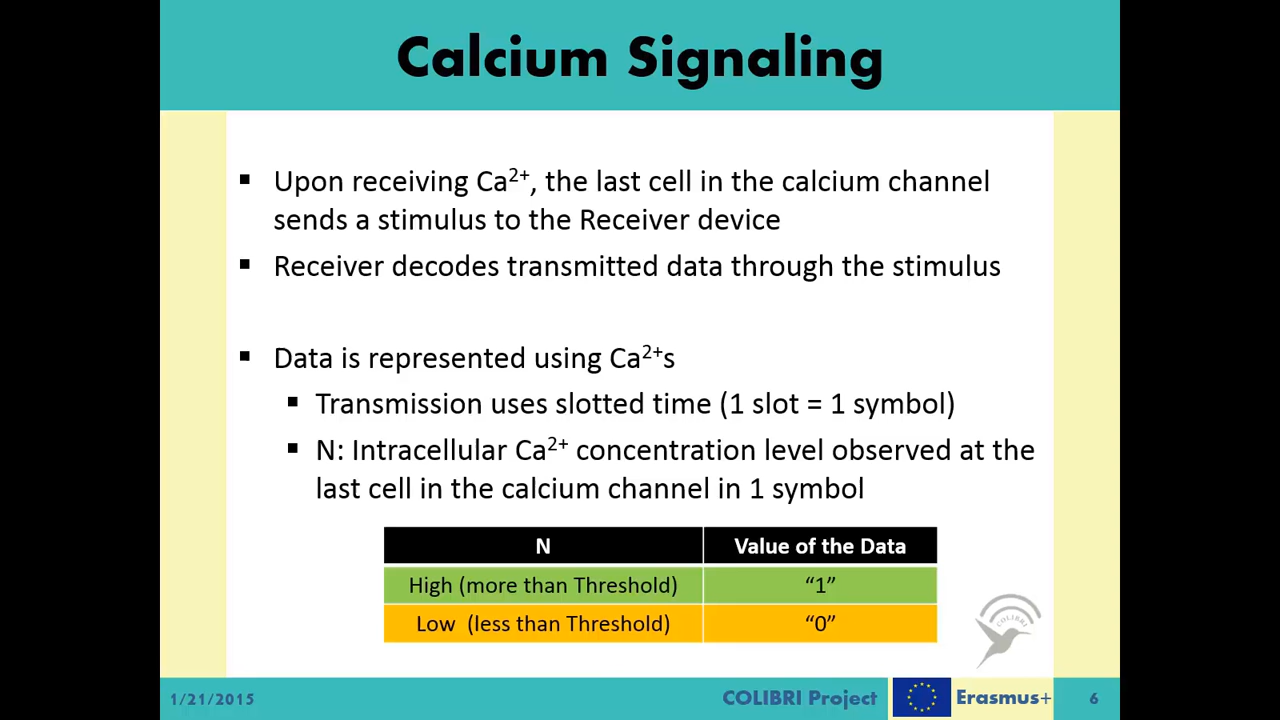 Calcium Signaling
▪ Upon receiving Ca²⁺, the last cell in the calcium channel
sends a stimulus to the Receiver device
▪ Receiver decodes transmitted data through the stimulus
▪ Data is represented using Ca²⁺s
▪ Transmission uses slotted time (1 slot = 1 symbol)
▪ N: Intracellular Ca²⁺ concentration level observed at the
last cell in the calcium channel in 1 symbol
N Value of the Data
High (more than Threshold) “1”
Low (less than Threshold) “0”
COLIBRI
1/21/2015 COLIBRI Project Erasmus+ 6